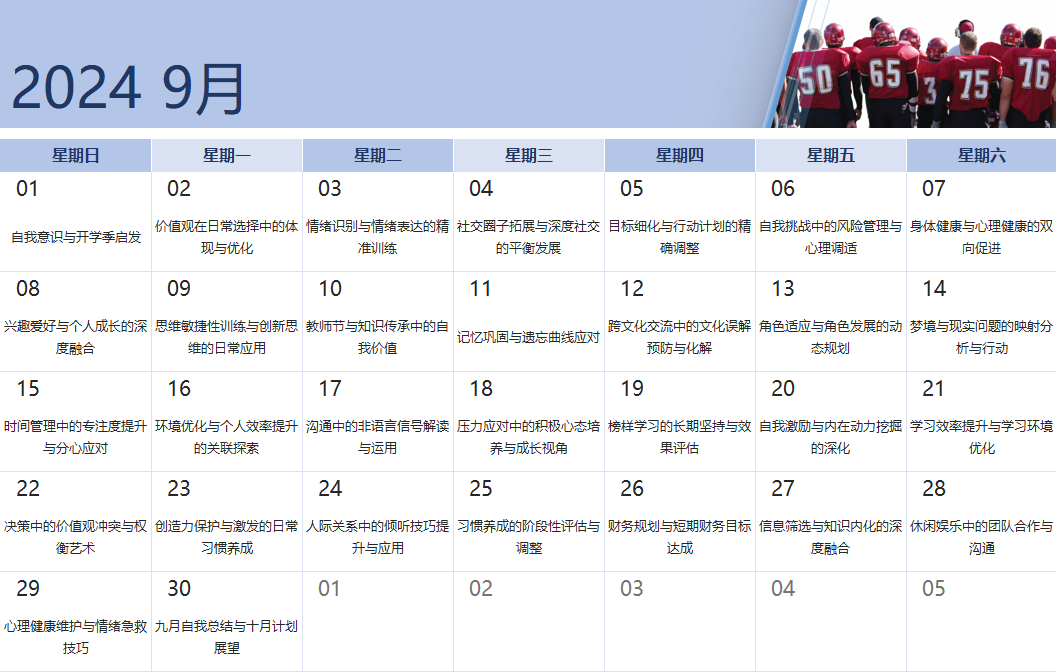 2024 9月
50
65
3
75
76
星期日
星期一
星期二
星期三
星期四
星期五
星期六
01
02
03
04
05
06
07
自我意识与开学季启发
价值观在日常选择中的体
现与优化
情绪识别与情绪表达的精
准训练
社交圈子拓展与深度社交
的平衡发展
目标细化与行动计划的精
确调整
自我挑战中的风险管理与
心理调适
身体健康与心理健康的双
向促进
08
09
10
11
12
13
14
兴趣爱好与个人成长的深
度融合
思维敏捷性训练与创新思
维的日常应用
教师节与知识传承中的自
我价值
记忆巩固与遗忘曲线应对
跨文化交流中的文化误解
预防与化解
角色适应与角色发展的动
态规划
梦境与现实问题的映射分
析与行动
15
16
17
18
19
20
21
时间管理中的专注度提升
与分心应对
环境优化与个人效率提升
的关联探索
沟通中的非语言信号解读
与运用
压力应对中的积极心态培
养与成长视角
榜样学习的长期坚持与效
果评估
自我激励与内在动力挖掘
的深化
学习效率提升与学习环境
优化
22
23
24
25
26
27
28
决策中的价值观冲突与权
衡艺术
创造力保护与激发的日常
习惯养成
人际关系中的倾听技巧提
升与应用
习惯养成的阶段性评估与
调整
财务规划与短期财务目标
达成
信息筛选与知识内化的深
度融合
休闲娱乐中的团队合作与
沟通
29
30
01
02
03
04
05
心理健康维护与情绪急救
技巧
九月自我总结与十月计划
展望